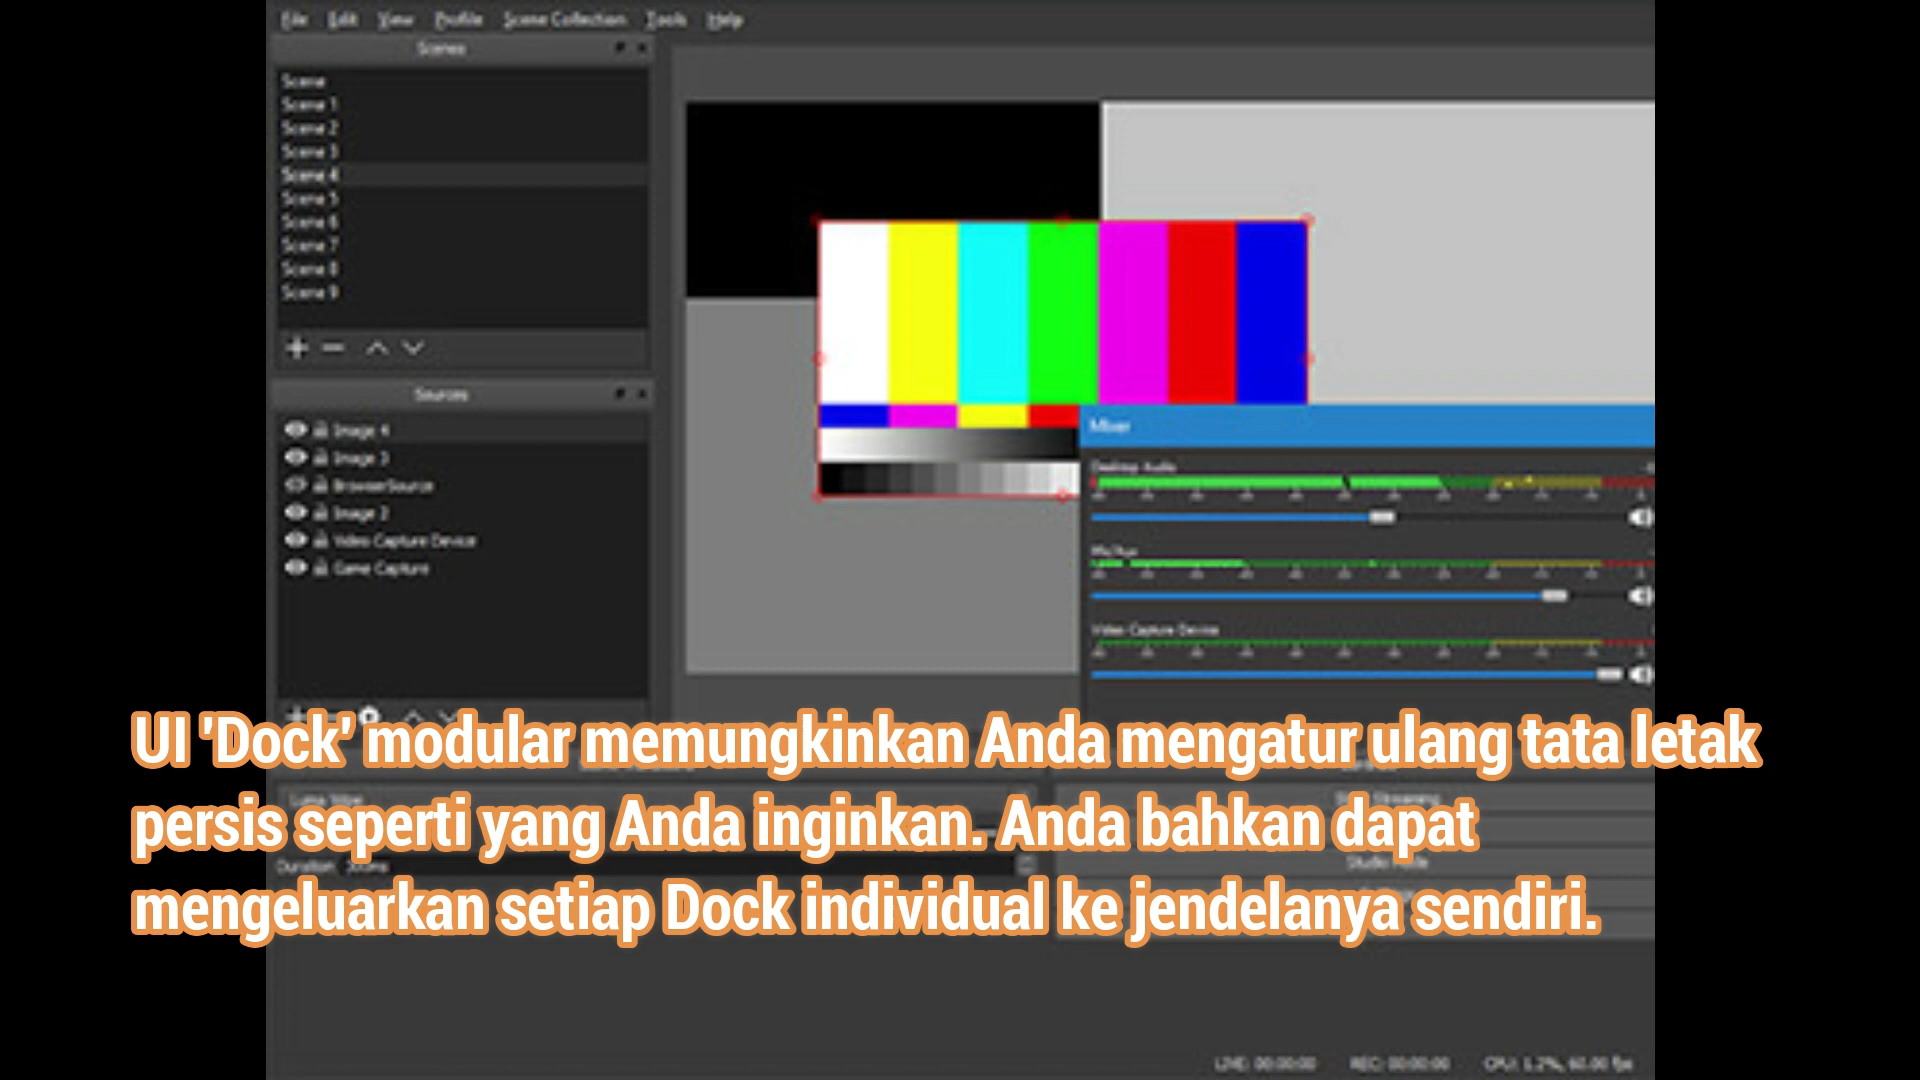 File Edit View Profile Scene Collection Tools Help
Scenes
Scene
Scene 1
Scene 2
Scene 3
Scene 4
Scene 5
Scene 6
Scene 7
Scene 8
Scene 9
Sources
Image 4
Image 3
BrowserSource
Image 2
Video Capture Device
Game Capture
Mixer
Desktop Audio
Mic/Aux
Video Capture Device
UI 'Dock' modular memungkinkan Anda mengatur ulang tata letak
persis seperti yang Anda inginkan. Anda bahkan dapat
mengeluarkan setiap Dock individual ke jendelanya sendiri.
Duration
Studio Mode
LIVE: 00:00:00 REC: 00:00:00 CPU: 1.2%, 60.00 fps